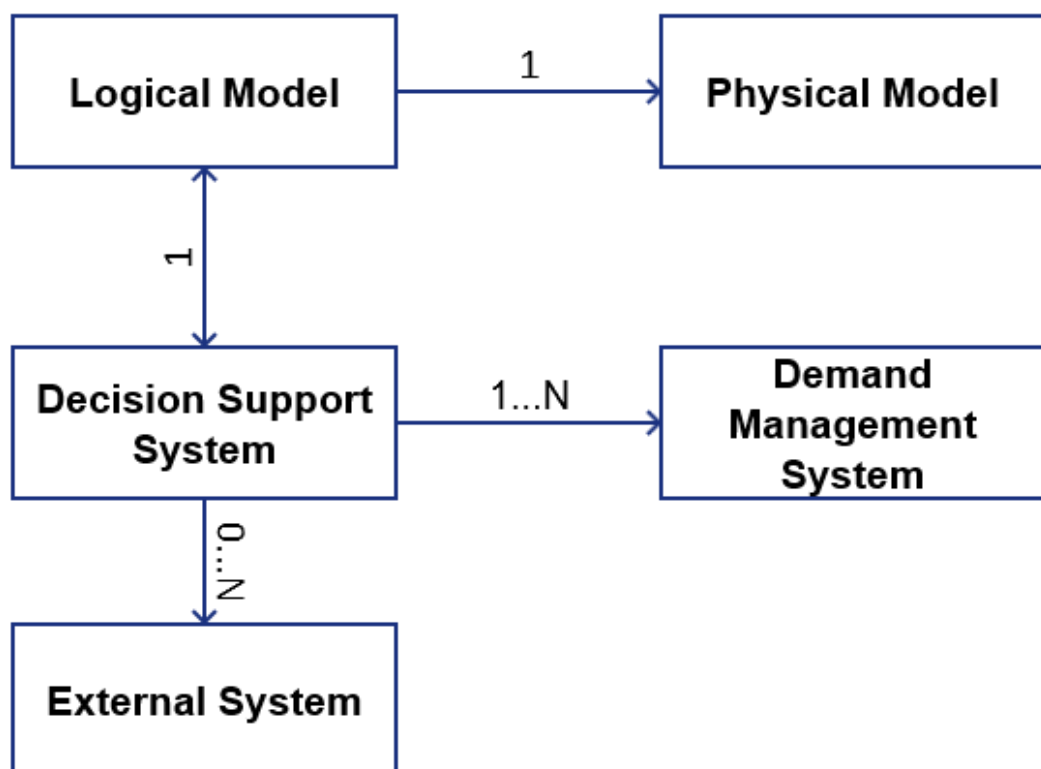 Logical Model
1
Physical Model
1
Decision Support
System
1...N
Demand
Management
System
0...N
External System